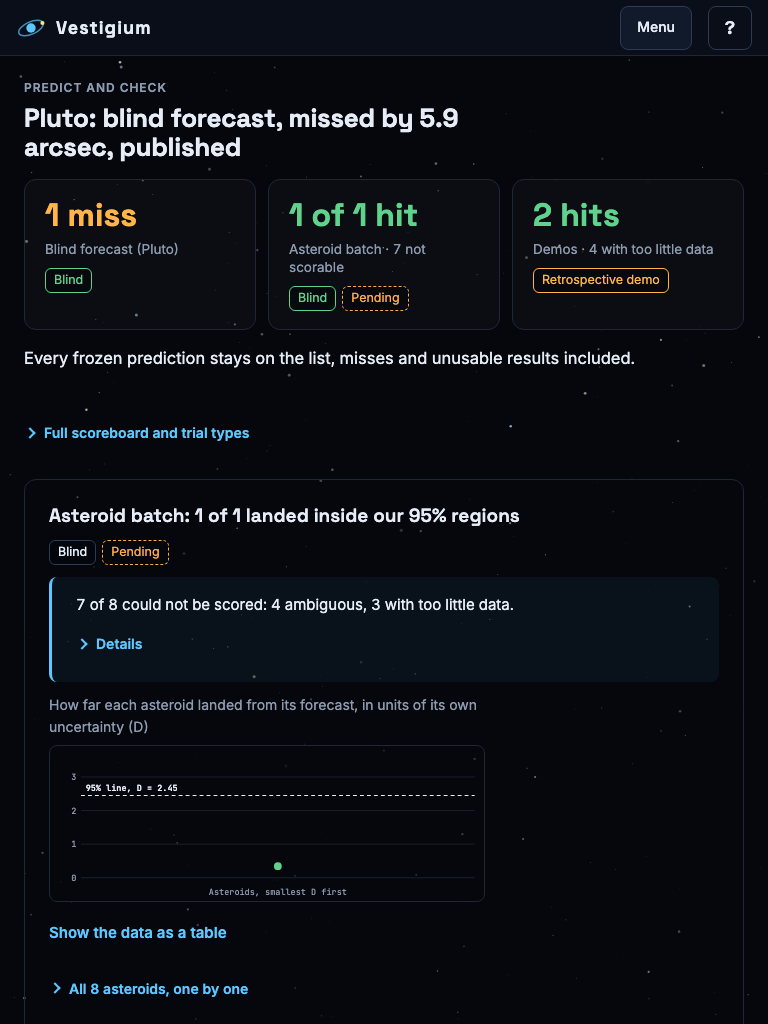 Vestigium
Menu
?
PREDICT AND CHECK
Pluto: blind forecast, missed by 5.9
arcsec, published
1 miss
Blind forecast (Pluto)
Blind
1 of 1 hit
Asteroid batch · 7 not
scorable
Blind
Pending
2 hits
Demos · 4 with too little data
Retrospective demo
Every frozen prediction stays on the list, misses and unusable results included.
Full scoreboard and trial types
Asteroid batch: 1 of 1 landed inside our 95% regions
Blind
Pending
7 of 8 could not be scored: 4 ambiguous, 3 with too little data.
Details
How far each asteroid landed from its forecast, in units of its own
uncertainty (D)
3
95% line, D = 2.45
2
1
0
Asteroids, smallest D first
Show the data as a table
All 8 asteroids, one by one